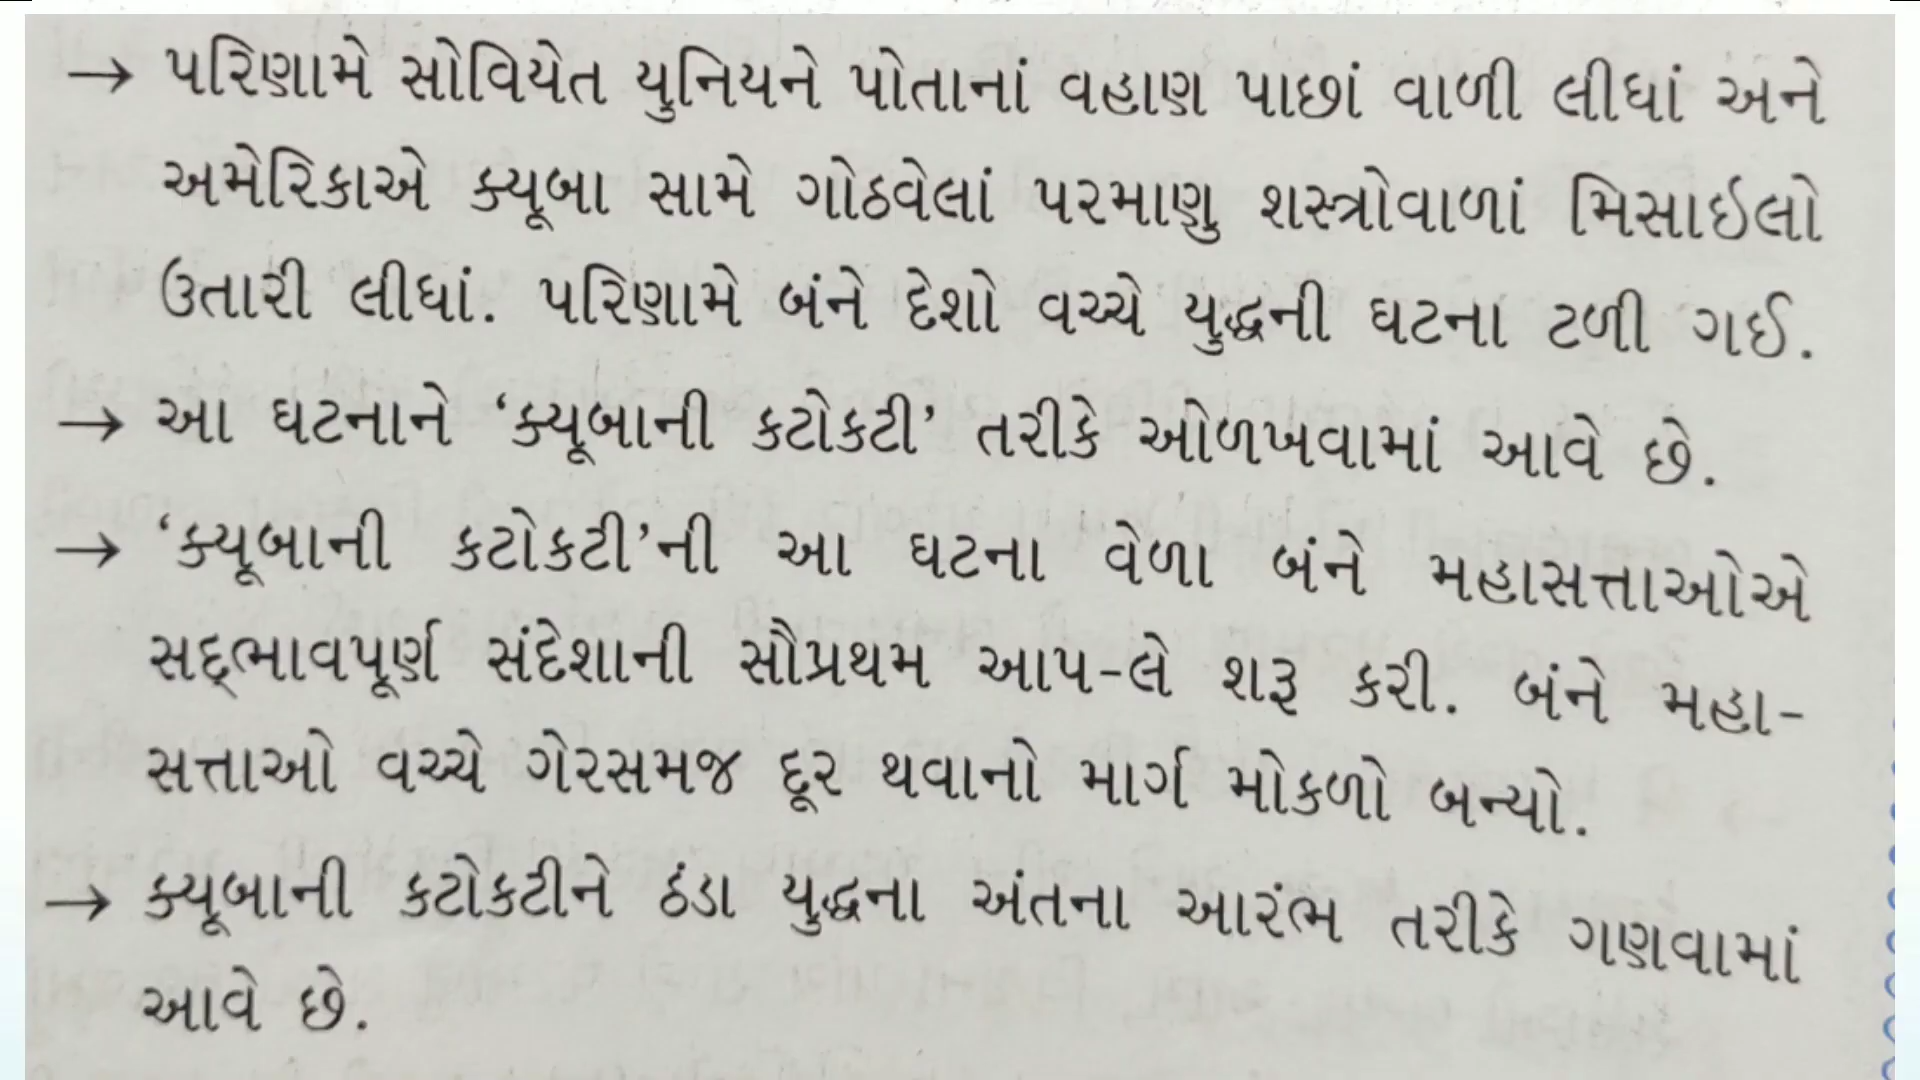 → પરિણામે સોવિયેત યુનિયને પોતાનાં વહાણ પાછાં વાળી લીધાં અને
અમેરિકાએ ક્યૂબા સામે ગોઠવેલાં પરમાણુ શસ્ત્રોવાળાં મિસાઇલો
ઉતારી લીધાં. પરિણામે બંને દેશો વચ્ચે યુદ્ધની ઘટના ટળી ગઈ.
→ આ ઘટનાને ‘ક્યૂબાની કટોકટી’ તરીકે ઓળખવામાં આવે છે.
→ ‘ક્યૂબાની કટોકટી’ની આ ઘટના વેળા બંને મહાસત્તાઓએ
સદ્ભાવપૂર્ણ સંદેશાની સૌપ્રથમ આપ-લે શરૂ કરી. બંને મહા-
સત્તાઓ વચ્ચે ગેરસમજ દૂર થવાનો માર્ગ મોકળો બન્યો.
→ ક્યૂબાની કટોકટીને ઠંડા યુદ્ધના અંતના આરંભ તરીકે ગણવામાં
આવે છે.